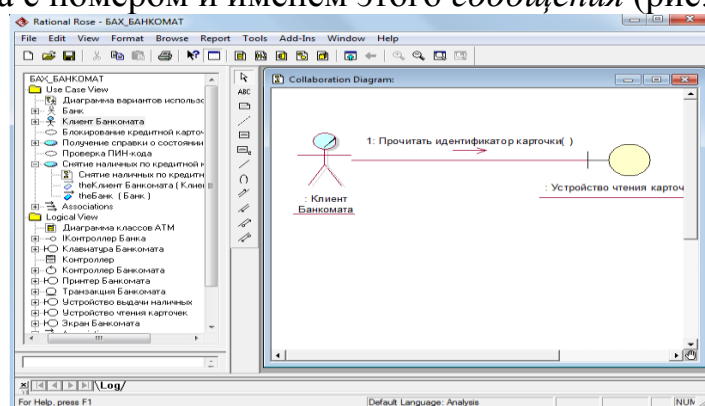 а с номером и именем этого сообщения (рис.
Rational Rose - БАХ_БАНКОМАТ
File Edit View Format Browse Report Tools Add-Ins Window Help
БАХ_БАНКОМАТ
Use Case View
Диаграмма вариантов использос
Банк
Клиент Банкомата
Блокирование кредитной карточ
Получение справки о состоянии
Проверка ПИН-кода
Снятие наличных по кредитной к
Снятие наличных по кредитн
theКлиент Банкомата ( Клиен
theБанк ( Банк )
Associations
Logical View
Диаграмма классов АТМ
IКонтроллер Банка
Клавиатура Банкомата
Контроллер
Контроллер Банкомата
Принтер Банкомата
Транзакция Банкомата
Устройство выдачи наличных
Устройство чтения карточек
Экран Банкомата
ABC
Collaboration Diagram:
1: Прочитать идентификатор карточки( )
: Клиент
Банкомата
: Устройство чтения карточ
Log
For Help, press F1
Default Language: Analysis
NUM